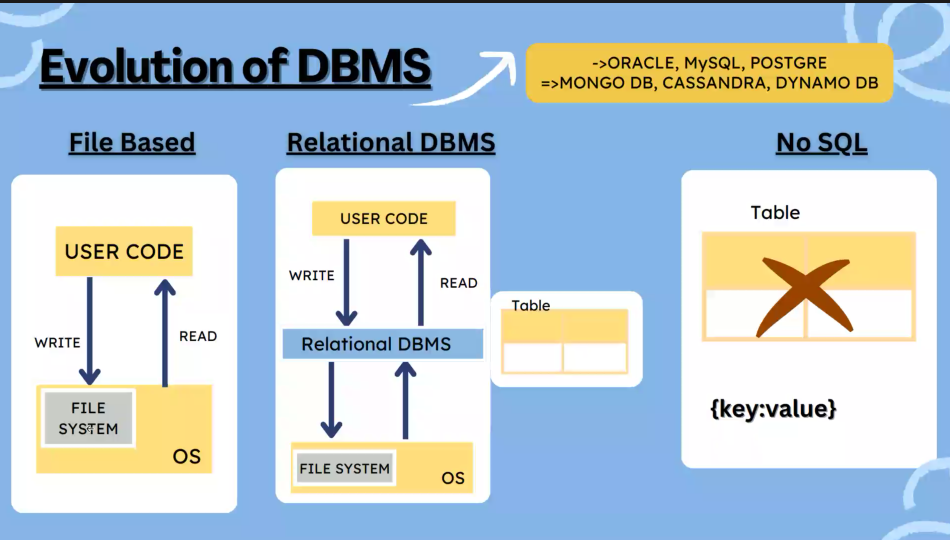 Evolution of DBMS
->ORACLE, MySQL, POSTGRE
=>MONGO DB, CASSANDRA, DYNAMO DB
File Based
USER CODE
WRITE
READ
FILE
SYSTEM
OS
Relational DBMS
USER CODE
WRITE
READ
Relational DBMS
FILE SYSTEM
OS
Table
No SQL
Table
{key:value}